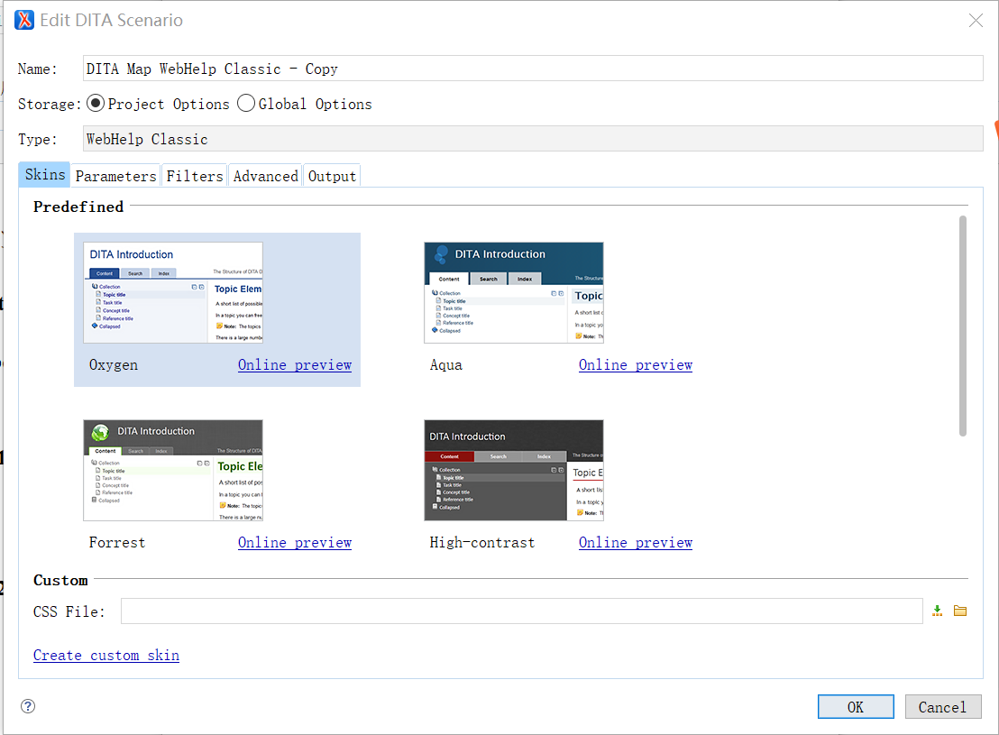 Edit DITA Scenario
Name: DITA Map WebHelp Classic - Copy
Storage: Project Options Global Options
Type: WebHelp Classic
Skins Parameters Filters Advanced Output
Predefined
DITA Introduction
Content Search Index
The Structure of DITA
Collection
Topic title
Task title
Concept title
Reference title
Collapsed
Topic Elem
A short list of possible
In a topic you can free
Note: The topics
There is a large numbe
Oxygen Online preview
DITA Introduction
Content Search Index
The Structure
Collection
Topic title
Task title
Concept title
Reference title
Collapsed
Topic
A short list
In a topic yo
Note:
Aqua Online preview
DITA Introduction
Content Search Index
The Structure of DITA
Collection
Topic title
Task title
Concept title
Reference title
Collapsed
Topic Ele
A short list of pos
In a topic you can
Note: The topic
There is a large nu
Forrest Online preview
DITA Introduction
Content Search Index
The Structure
Collection
Topic title
Task title
Concept title
Reference title
Collapsed
Topic E
A short lis
In a topic
Note:
High-contrast Online preview
Custom
CSS File:
Create custom skin
OK Cancel